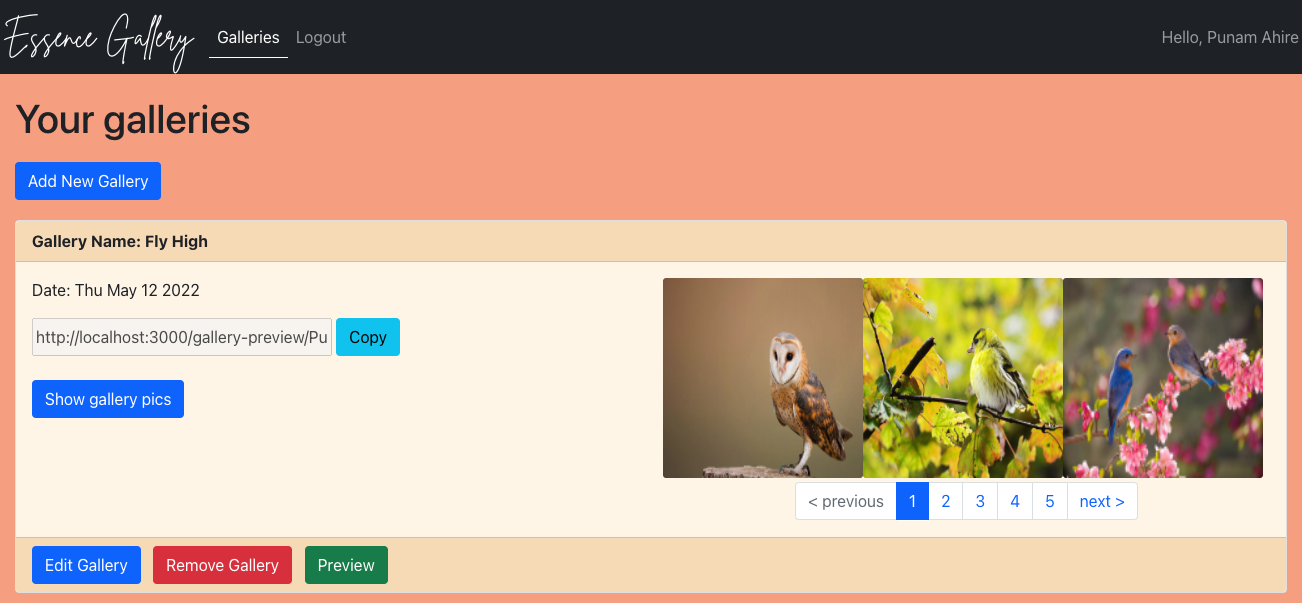 Essence Gallery Galleries Logout Hello, Punam Ahire
Your galleries
Add New Gallery
Gallery Name: Fly High
Date: Thu May 12 2022
http://localhost:3000/gallery-preview/Pu Copy
Show gallery pics
< previous 1 2 3 4 5 next >
Edit Gallery Remove Gallery Preview